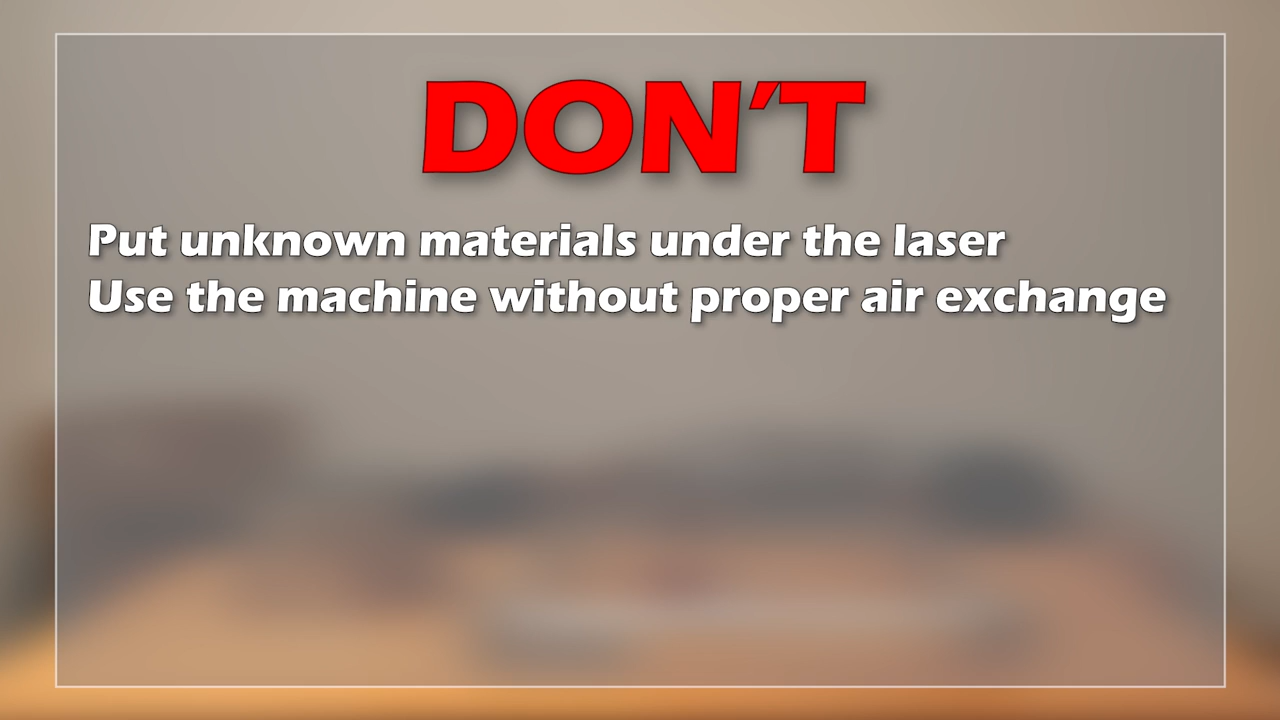 DON'T
Put unknown materials under the laser
Use the machine without proper air exchange